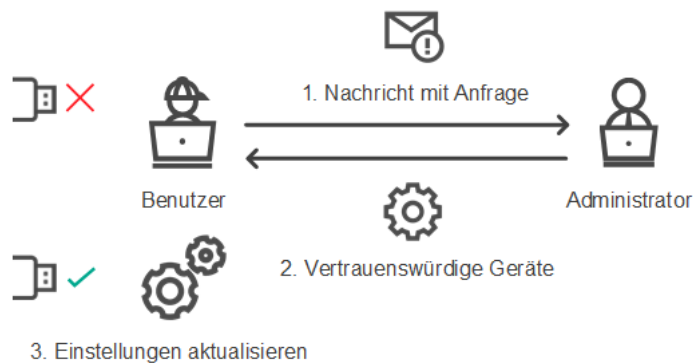 1. Nachricht mit Anfrage
Benutzer
Administrator
2. Vertrauenswürdige Geräte
3. Einstellungen aktualisieren